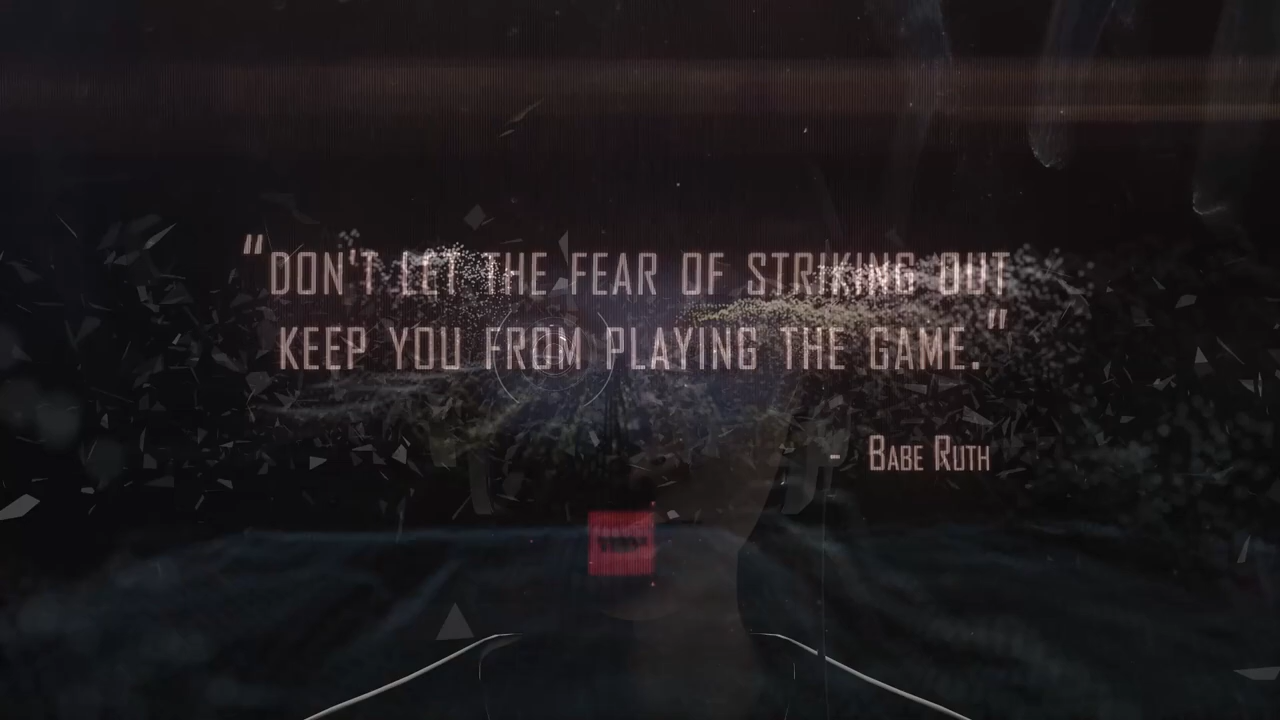 “DON'T LET THE FEAR OF STRIKING OUT
KEEP YOU FROM PLAYING THE GAME.”
- BABE RUTH